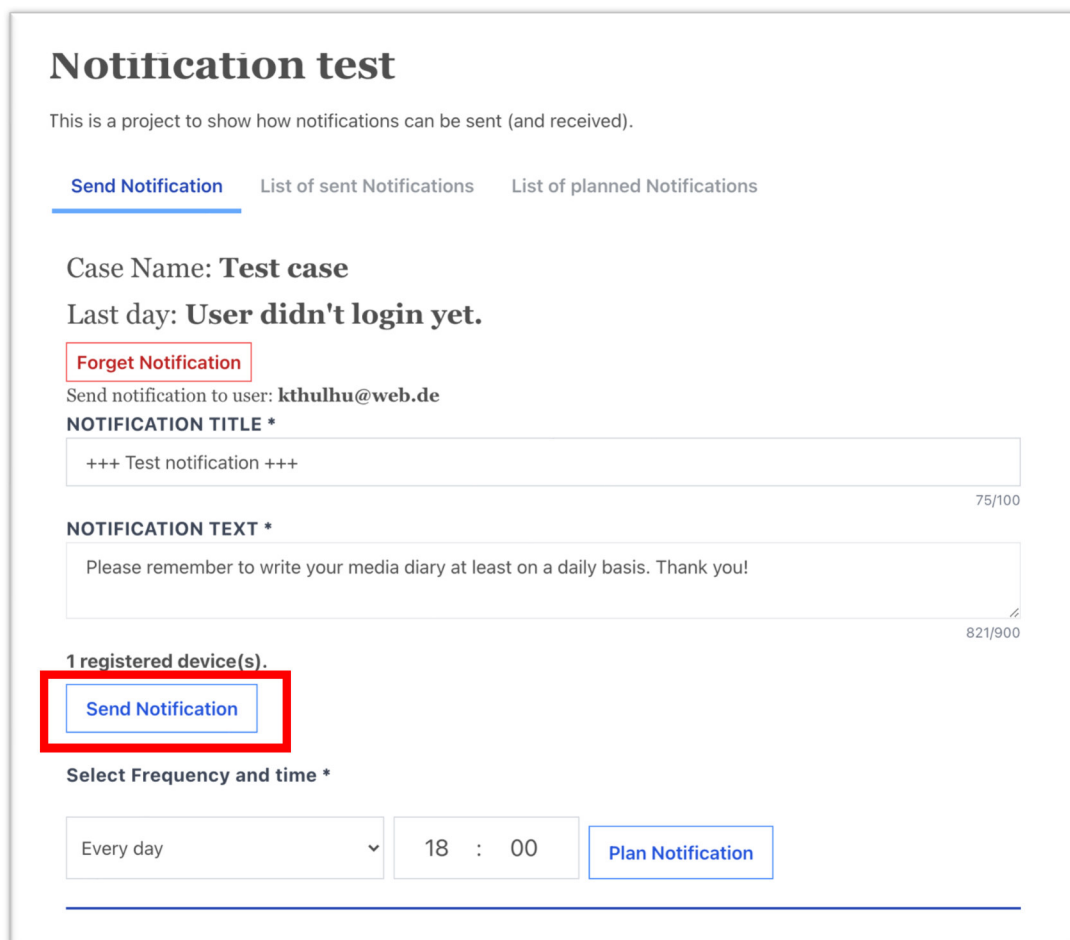 Notification test
This is a project to show how notifications can be sent (and received).
Send Notification List of sent Notifications List of planned Notifications
Case Name: Test case
Last day: User didn't login yet.
Forget Notification
Send notification to user: kthulhu@web.de
NOTIFICATION TITLE *
+++ Test notification +++
75/100
NOTIFICATION TEXT *
Please remember to write your media diary at least on a daily basis. Thank you!
821/900
1 registered device(s).
Send Notification
Select Frequency and time *
Every day 18 : 00 Plan Notification